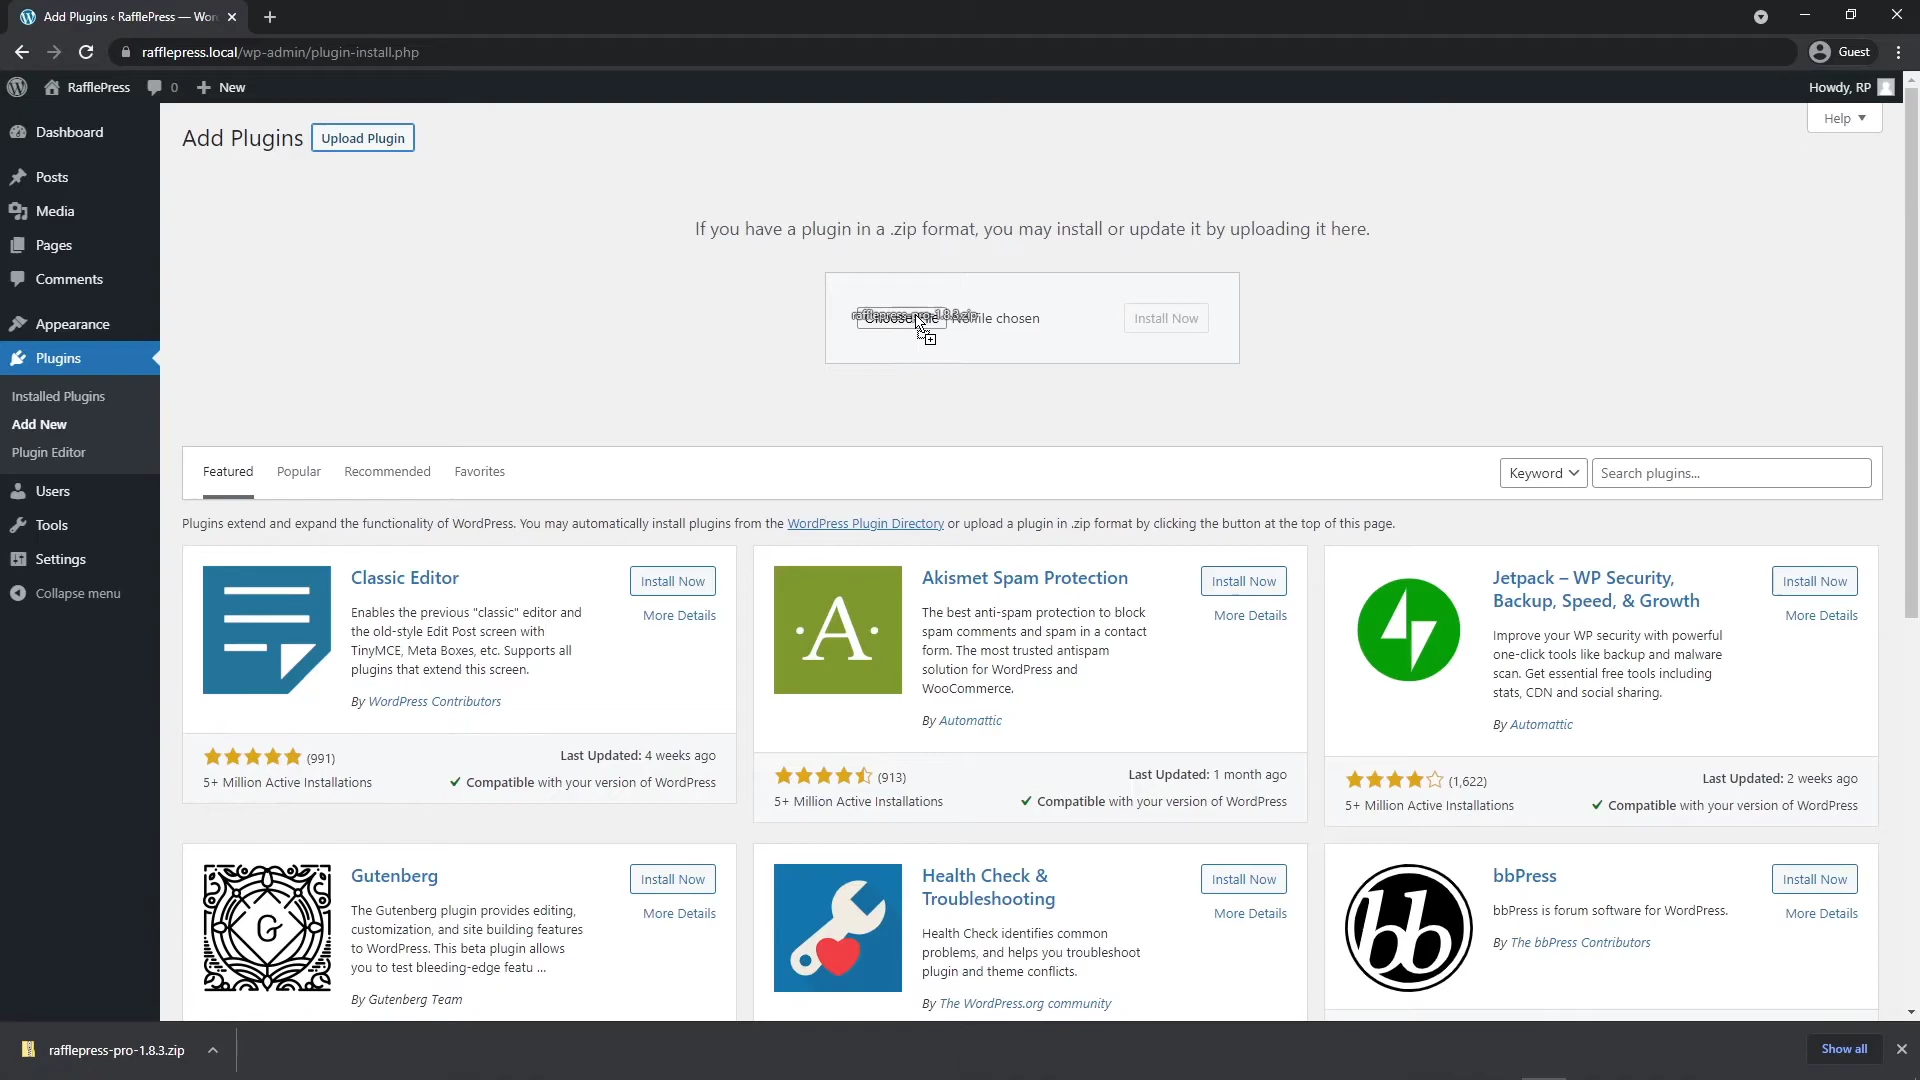 Add Plugins ‹ RafflePress — Wor
rafflepress.local/wp-admin/plugin-install.php
Guest
RafflePress
0
New
Howdy, RP
Dashboard
Posts
Media
Pages
Comments
Appearance
Plugins
Installed Plugins
Add New
Plugin Editor
Users
Tools
Settings
Collapse menu
Add Plugins
Upload Plugin
Help
If you have a plugin in a .zip format, you may install or update it by uploading it here.
rafflepress-pro-1.8.3.zip
Choose File
No file chosen
Install Now
Featured
Popular
Recommended
Favorites
Keyword
Search plugins...
Plugins extend and expand the functionality of WordPress. You may automatically install plugins from the WordPress Plugin Directory or upload a plugin in .zip format by clicking the button at the top of this page.
Classic Editor
Install Now
More Details
Enables the previous "classic" editor and
the old-style Edit Post screen with
TinyMCE, Meta Boxes, etc. Supports all
plugins that extend this screen.
By WordPress Contributors
(991)
Last Updated: 4 weeks ago
5+ Million Active Installations
Compatible with your version of WordPress
A
Akismet Spam Protection
Install Now
More Details
The best anti-spam protection to block
spam comments and spam in a contact
form. The most trusted antispam
solution for WordPress and
WooCommerce.
By Automattic
(913)
Last Updated: 1 month ago
5+ Million Active Installations
Compatible with your version of WordPress
Jetpack – WP Security,
Backup, Speed, & Growth
Install Now
More Details
Improve your WP security with powerful
one-click tools like backup and malware
scan. Get essential free tools including
stats, CDN and social sharing.
By Automattic
(1,622)
Last Updated: 2 weeks ago
5+ Million Active Installations
Compatible with your version of WordPress
G
Gutenberg
Install Now
More Details
The Gutenberg plugin provides editing,
customization, and site building features
to WordPress. This beta plugin allows
you to test bleeding-edge featu ...
By Gutenberg Team
Health Check &
Troubleshooting
Install Now
More Details
Health Check identifies common
problems, and helps you troubleshoot
plugin and theme conflicts.
By The WordPress.org community
bb
bbPress
Install Now
More Details
bbPress is forum software for WordPress.
By The bbPress Contributors
rafflepress-pro-1.8.3.zip
Show all